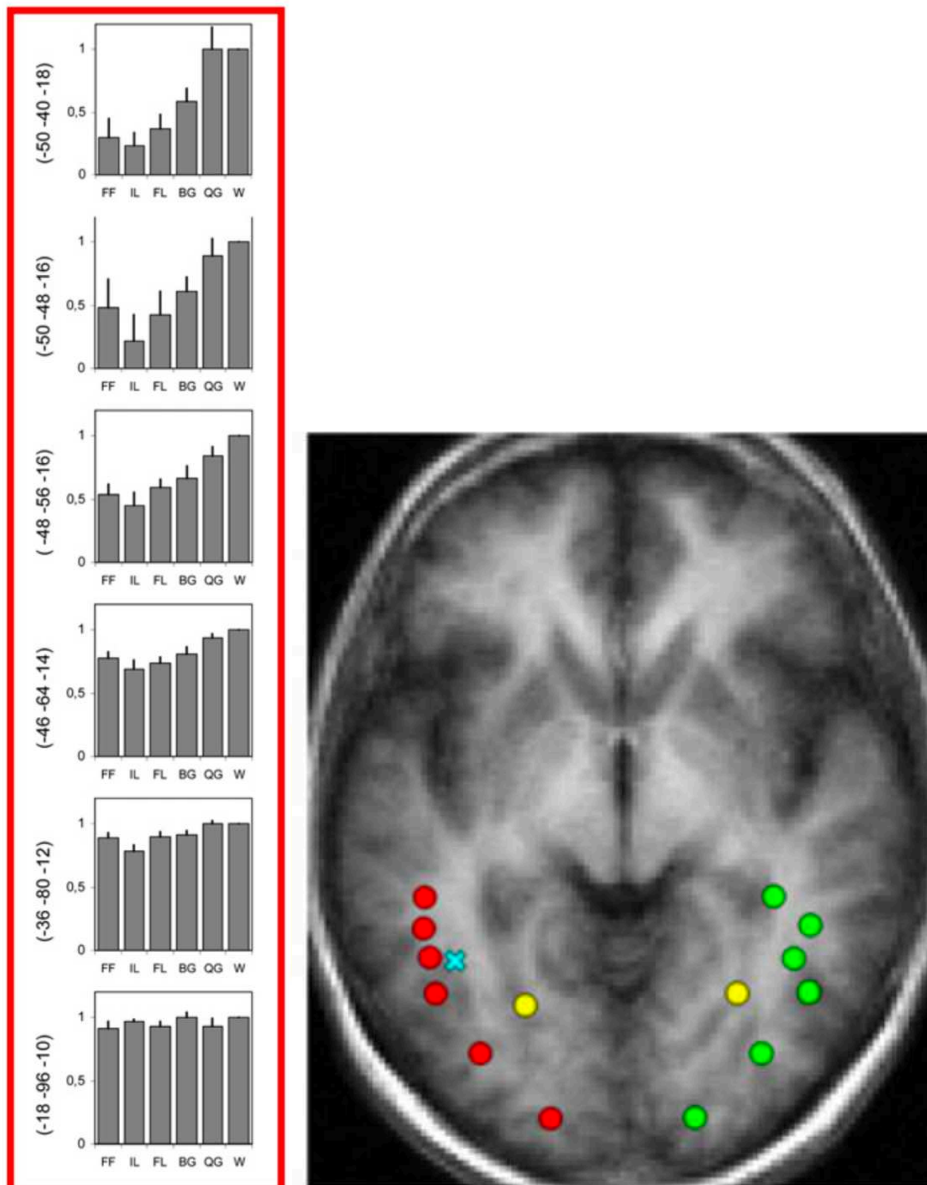 (-50 -40 -18)
1
0,5
0
FF IL FL BG QG W
(-50 -48 -16)
1
0,5
0
FF IL FL BG QG W
( -48 -56 -16)
1
0,5
0
FF IL FL BG QG W
(-46 -64 -14)
1
0,5
0
FF IL FL BG QG W
(-36 -80 -12)
1
0,5
0
FF IL FL BG QG W
(-18 -96 -10)
1
0,5
0
FF IL FL BG QG W